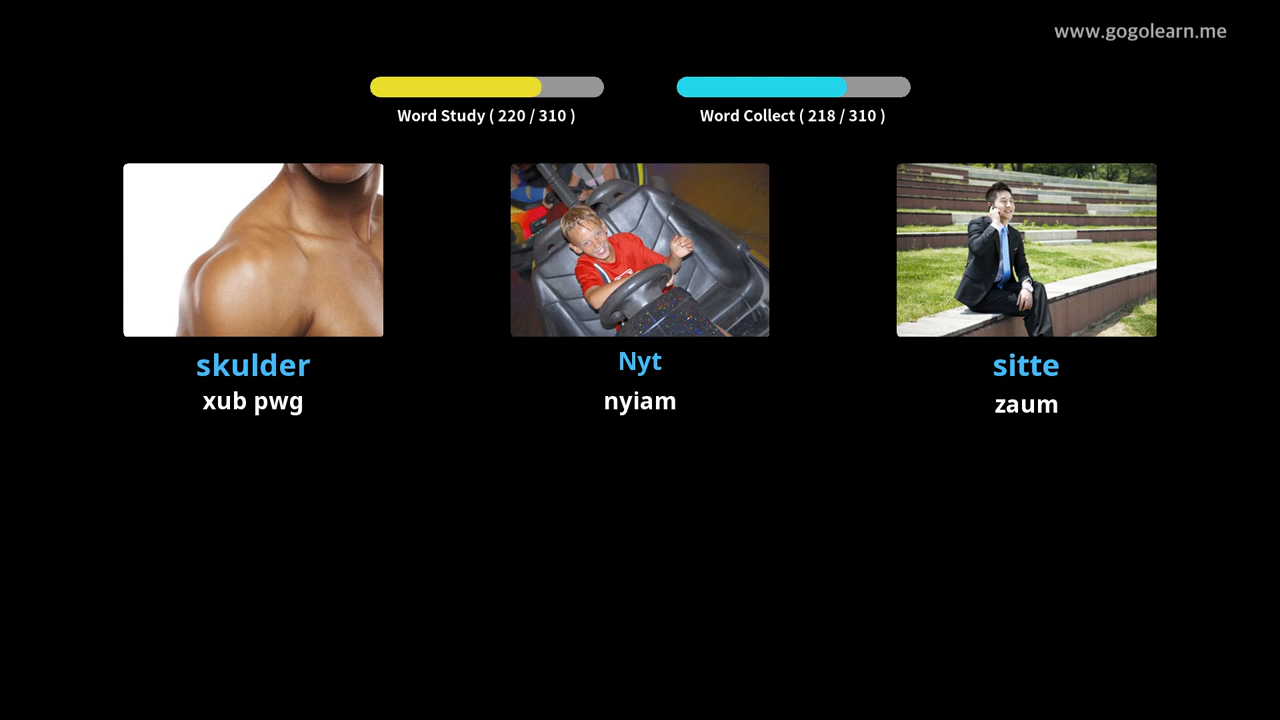 www.gogolearn.me
Word Study ( 220 / 310 )
Word Collect ( 218 / 310 )
skulder
xub pwg
Nyt
nyiam
sitte
zaum